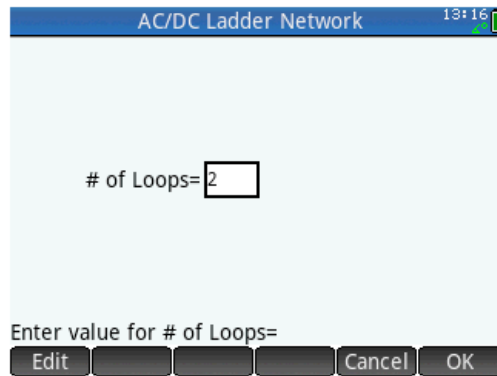 AC/DC Ladder Network 13:16
# of Loops= 2
Enter value for # of Loops=
Edit Cancel OK